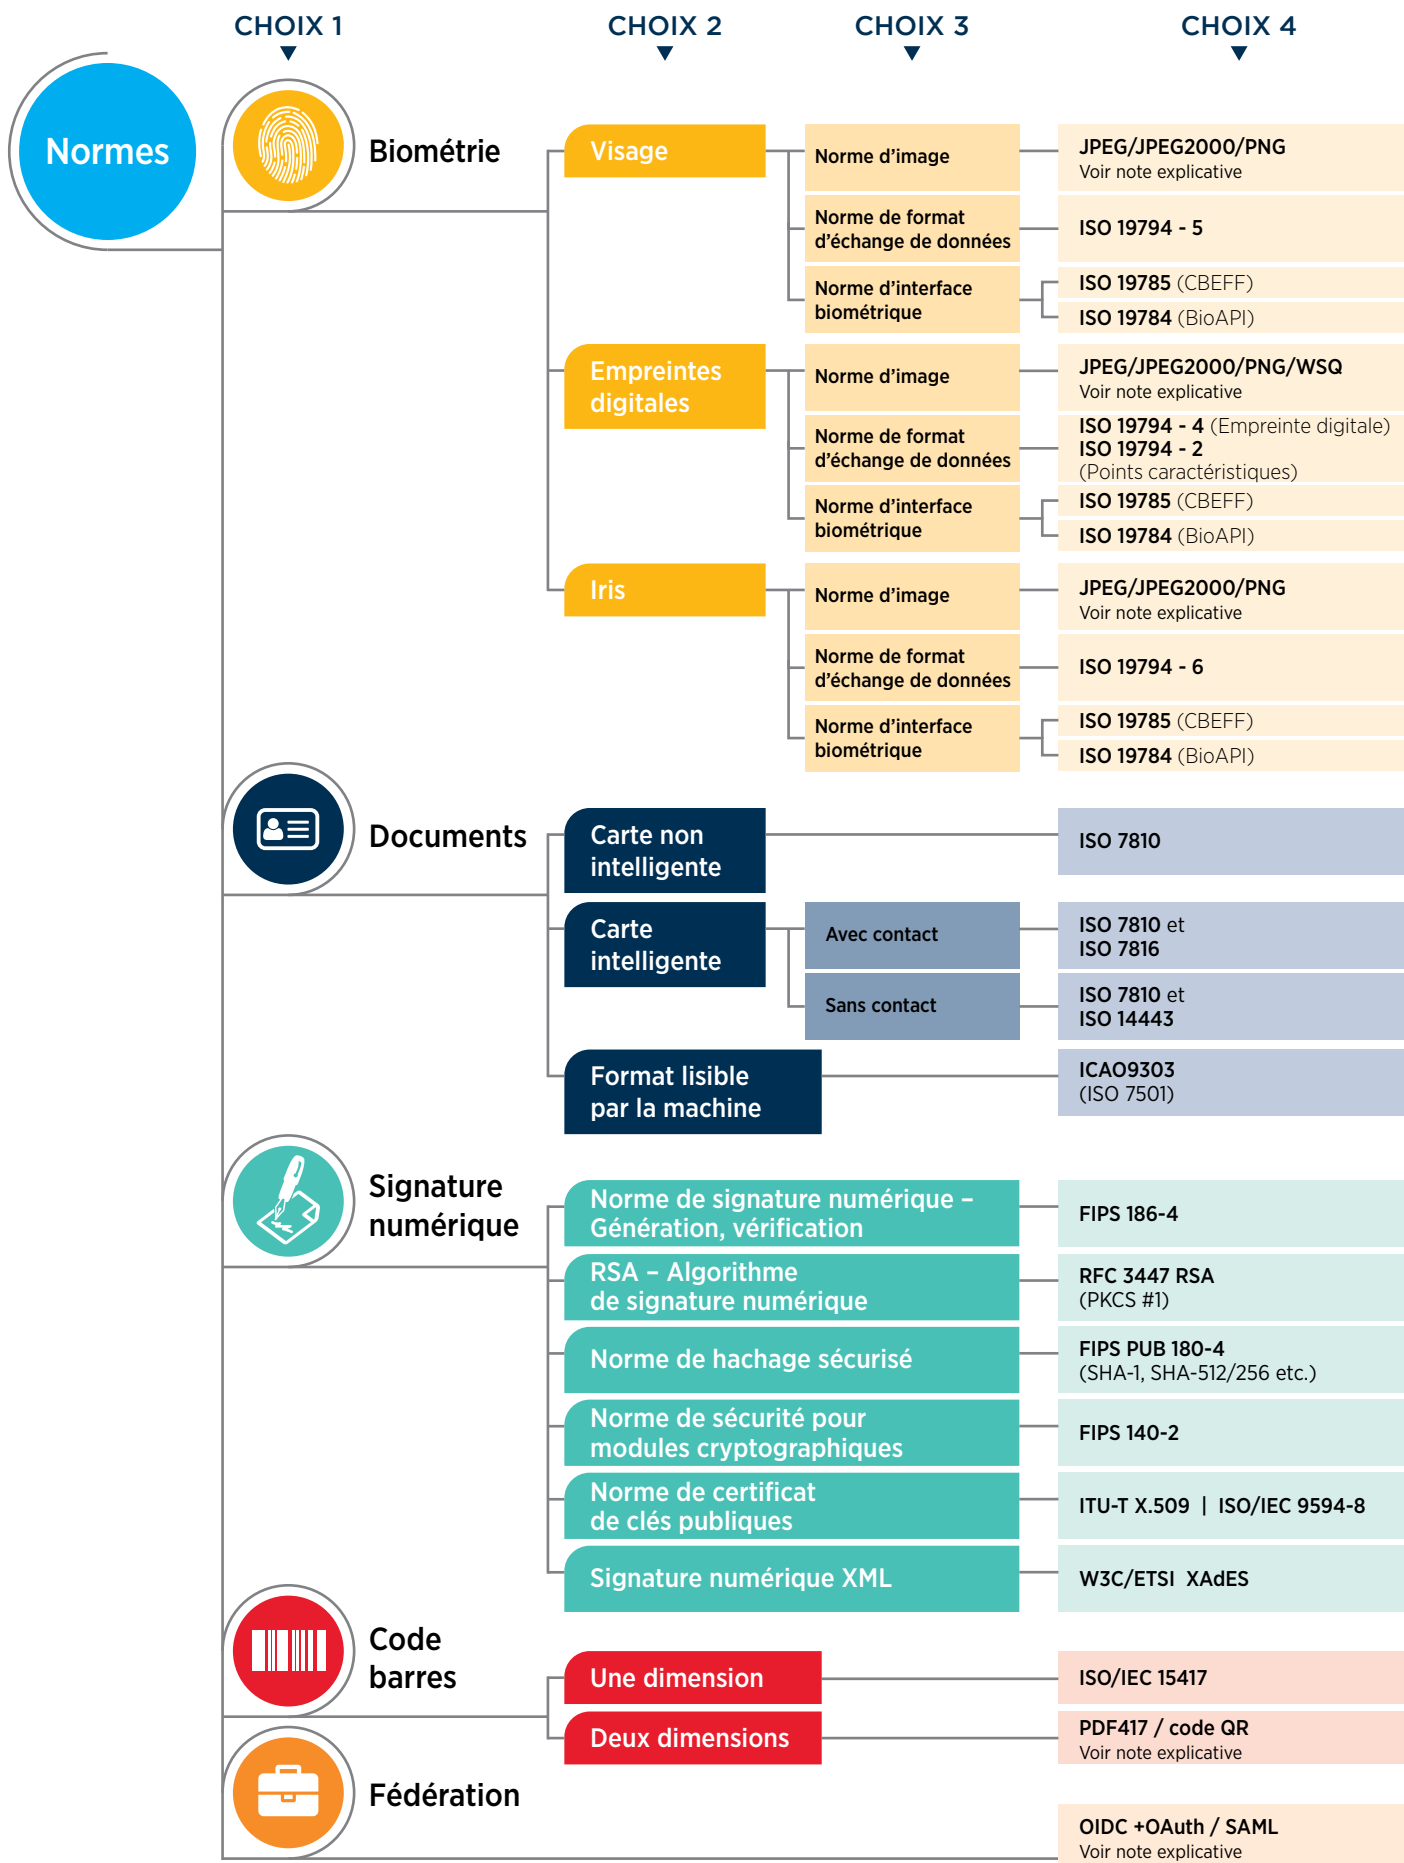 CHOIX 1
CHOIX 2
CHOIX 3
CHOIX 4
Normes
Biométrie
Visage
Norme d'image
JPEG/JPEG2000/PNG
Voir note explicative
Norme de format
d'échange de données
ISO 19794 - 5
Norme d'interface
biométrique
ISO 19785 (CBEFF)
ISO 19784 (BioAPI)
Empreintes
digitales
Norme d'image
JPEG/JPEG2000/PNG/WSQ
Voir note explicative
Norme de format
d'échange de données
ISO 19794 - 4 (Empreinte digitale)
ISO 19794 - 2
(Points caractéristiques)
Norme d'interface
biométrique
ISO 19785 (CBEFF)
ISO 19784 (BioAPI)
Iris
Norme d'image
JPEG/JPEG2000/PNG
Voir note explicative
Norme de format
d'échange de données
ISO 19794 - 6
Norme d'interface
biométrique
ISO 19785 (CBEFF)
ISO 19784 (BioAPI)
Documents
Carte non
intelligente
ISO 7810
Carte
intelligente
Avec contact
ISO 7810 et
ISO 7816
Sans contact
ISO 7810 et
ISO 14443
Format lisible
par la machine
ICAO9303
(ISO 7501)
Signature
numérique
Norme de signature numérique –
Génération, vérification
FIPS 186-4
RSA – Algorithme
de signature numérique
RFC 3447 RSA
(PKCS #1)
Norme de hachage sécurisé
FIPS PUB 180-4
(SHA-1, SHA-512/256 etc.)
Norme de sécurité pour
modules cryptographiques
FIPS 140-2
Norme de certificat
de clés publiques
ITU-T X.509 | ISO/IEC 9594-8
Signature numérique XML
W3C/ETSI XAdES
Code
barres
Une dimension
ISO/IEC 15417
Deux dimensions
PDF417 / code QR
Voir note explicative
Fédération
OIDC +OAuth / SAML
Voir note explicative